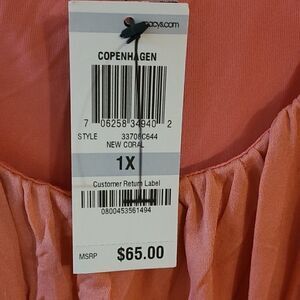 macys.com
COPENHAGEN
7 06258 34940 2
STYLE 33708C644
NEW CORAL
1X
Customer Return Label
0800453561494
MSRP $65.00